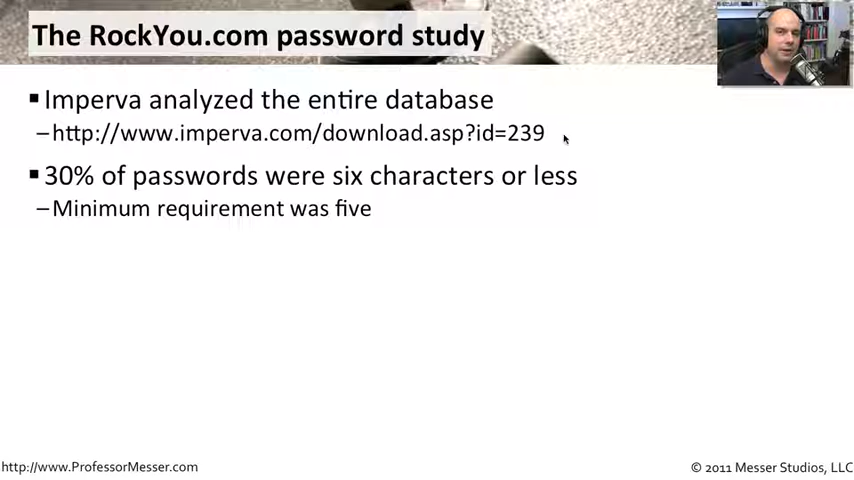 The RockYou.com password study
▪ Imperva analyzed the entire database
–http://www.imperva.com/download.asp?id=239
▪ 30% of passwords were six characters or less
–Minimum requirement was five
http://www.ProfessorMesser.com
© 2011 Messer Studios, LLC